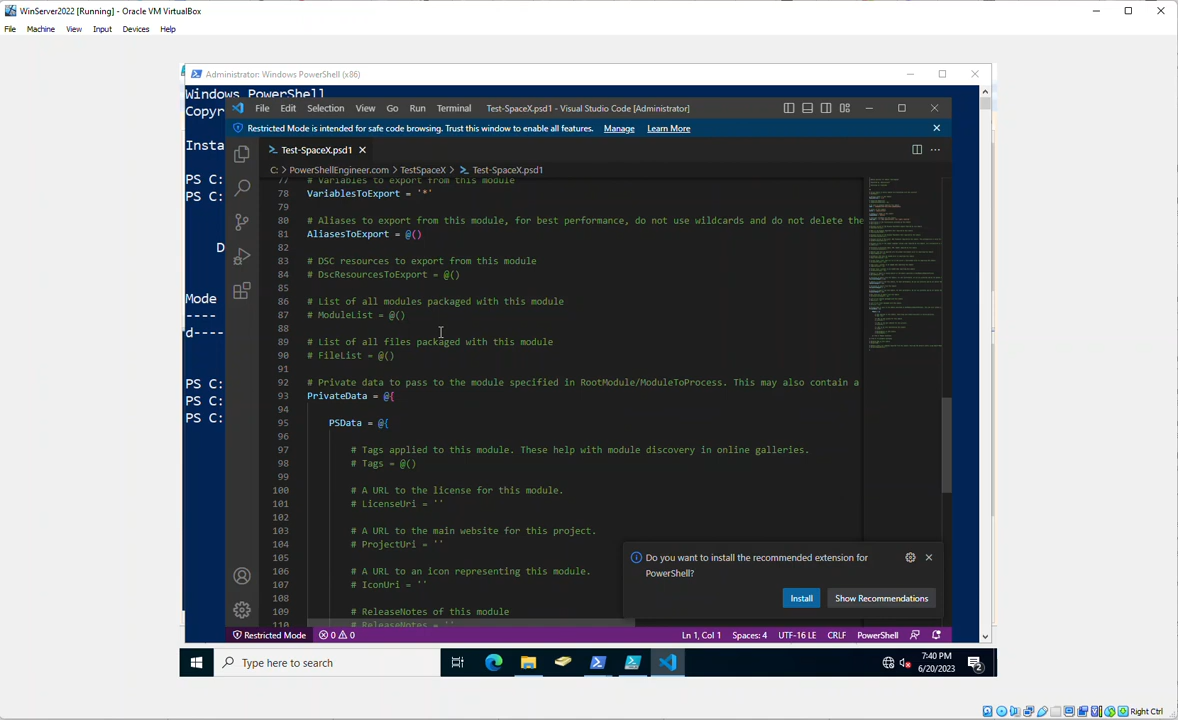 WinServer2022 [Running] - Oracle VM VirtualBox
File Machine View Input Devices Help
Administrator: Windows PowerShell (x86)
Windows PowerShell
Copyr
Insta
PS C:
PS C:
D
Mode
----
d----
PS C:
PS C:
PS C:
File Edit Selection View Go Run Terminal Test-SpaceX.psd1 - Visual Studio Code [Administrator]
Restricted Mode is intended for safe code browsing. Trust this window to enable all features. Manage Learn More
Test-SpaceX.psd1
C: > PowerShellEngineer.com > TestSpaceX > Test-SpaceX.psd1
77 # Variables to export from this module
78 VariablesToExport = '*'
79
80 # Aliases to export from this module, for best performance, do not use wildcards and do not delete the
81 AliasesToExport = @()
82
83 # DSC resources to export from this module
84 # DscResourcesToExport = @()
85
86 # List of all modules packaged with this module
87 # ModuleList = @()
88
89 # List of all files packaged with this module
90 # FileList = @()
91
92 # Private data to pass to the module specified in RootModule/ModuleToProcess. This may also contain a
93 PrivateData = @{
94
95 PSData = @{
96
97 # Tags applied to this module. These help with module discovery in online galleries.
98 # Tags = @()
99
100 # A URL to the license for this module.
101 # LicenseUri = ''
102
103 # A URL to the main website for this project.
104 # ProjectUri = ''
105
106 # A URL to an icon representing this module.
107 # IconUri = ''
108
109 # ReleaseNotes of this module
110 # ReleaseNotes = ''
Do you want to install the recommended extension for
PowerShell?
Install Show Recommendations
Restricted Mode 0 0 Ln 1, Col 1 Spaces: 4 UTF-16 LE CRLF PowerShell
Type here to search
7:40 PM
6/20/2023
2
Right Ctrl